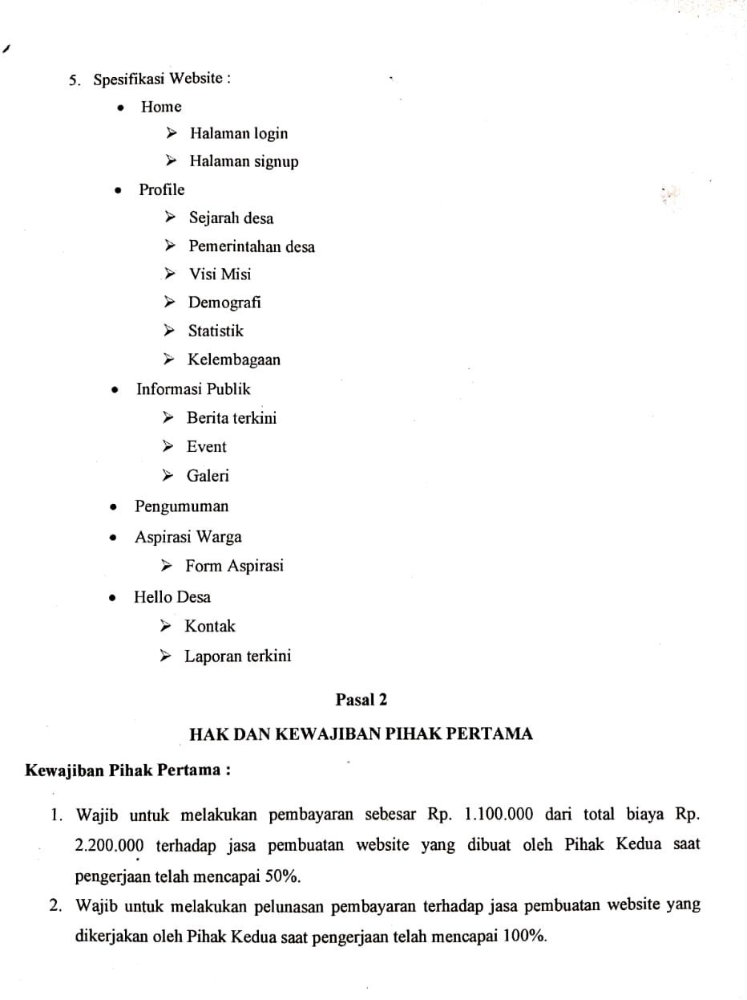 5. Spesifikasi Website :
• Home
➢ Halaman login
➢ Halaman signup
• Profile
➢ Sejarah desa
➢ Pemerintahan desa
➢ Visi Misi
➢ Demografi
➢ Statistik
➢ Kelembagaan
• Informasi Publik
➢ Berita terkini
➢ Event
➢ Galeri
• Pengumuman
• Aspirasi Warga
➢ Form Aspirasi
• Hello Desa
➢ Kontak
➢ Laporan terkini
Pasal 2
HAK DAN KEWAJIBAN PIHAK PERTAMA
Kewajiban Pihak Pertama :
1. Wajib untuk melakukan pembayaran sebesar Rp. 1.100.000 dari total biaya Rp.
2.200.000 terhadap jasa pembuatan website yang dibuat oleh Pihak Kedua saat
pengerjaan telah mencapai 50%.
2. Wajib untuk melakukan pelunasan pembayaran terhadap jasa pembuatan website yang
dikerjakan oleh Pihak Kedua saat pengerjaan telah mencapai 100%.